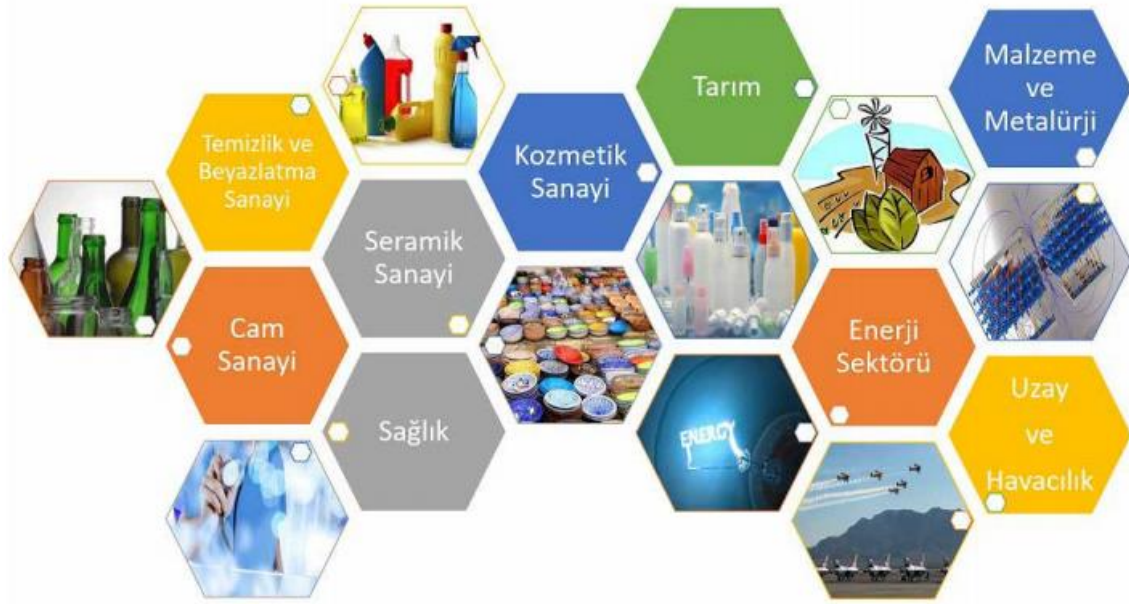 Temizlik ve
Beyazlatma
Sanayi
Cam
Sanayi
Seramik
Sanayi
Sağlık
Kozmetik
Sanayi
Tarım
ENERGY
Enerji
Sektörü
Malzeme
ve
Metalürji
Uzay
ve
Havacılık